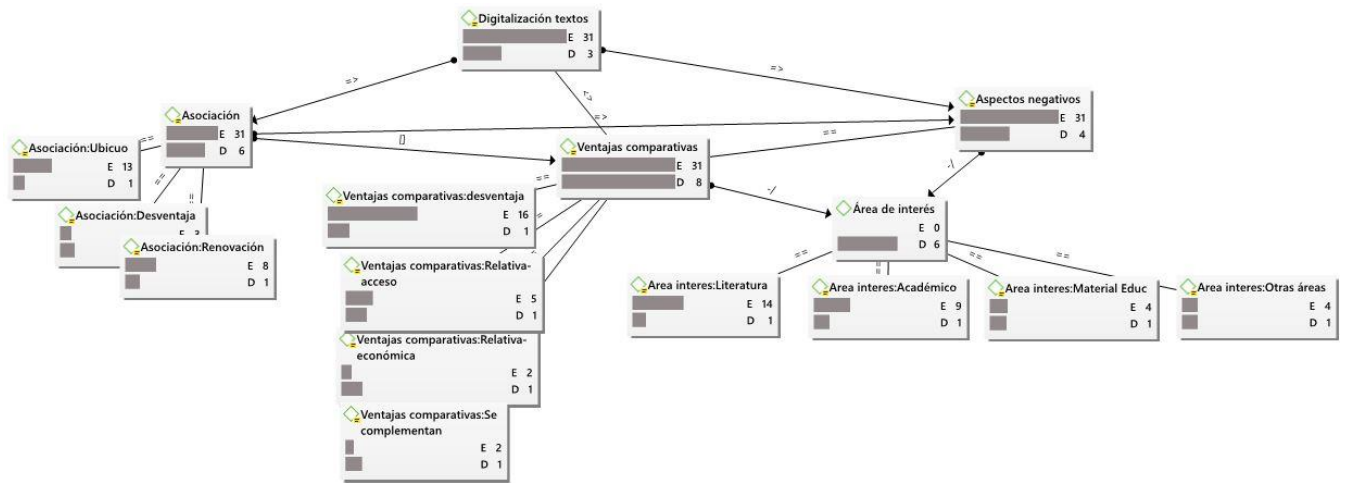 Digitalización textos
E 31
D 3
=>
=>
<>
=>
Asociación
E 31
D 6
Aspectos negativos
E 31
D 4
==
[]
==
Asociación:Ubicuo
E 13
D 1
==
==
Asociación:Desventaja
E 3
Asociación:Renovación
E 8
D 1
Ventajas comparativas
E 31
D 8
-/
-/
==
Ventajas comparativas:desventaja
E 16
D 1
Ventajas comparativas:Relativa-
acceso
E 5
D 1
Ventajas comparativas:Relativa-
económica
E 2
D 1
Ventajas comparativas:Se
complementan
E 2
D 1
Área de interés
E 0
D 6
==
==
==
==
Area interes:Literatura
E 14
D 1
Area interes:Académico
E 9
D 1
Area interes:Material Educ
E 4
D 1
Area interes:Otras áreas
E 4
D 1